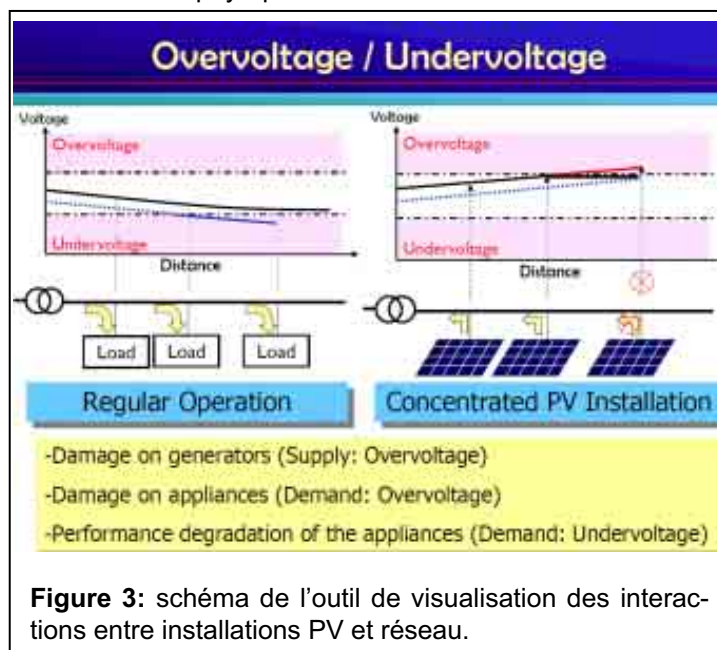 Overvoltage / Undervoltage
Voltage
Overvoltage
Undervoltage
Distance
Load
Load
Load
Regular Operation
Voltage
Overvoltage
Undervoltage
Distance
Concentrated PV Installation
-Damage on generators (Supply: Overvoltage)
-Damage on appliances (Demand: Overvoltage)
-Performance degradation of the appliances (Demand: Undervoltage)
Figure 3: schéma de l’outil de visualisation des interac-
tions entre installations PV et réseau.